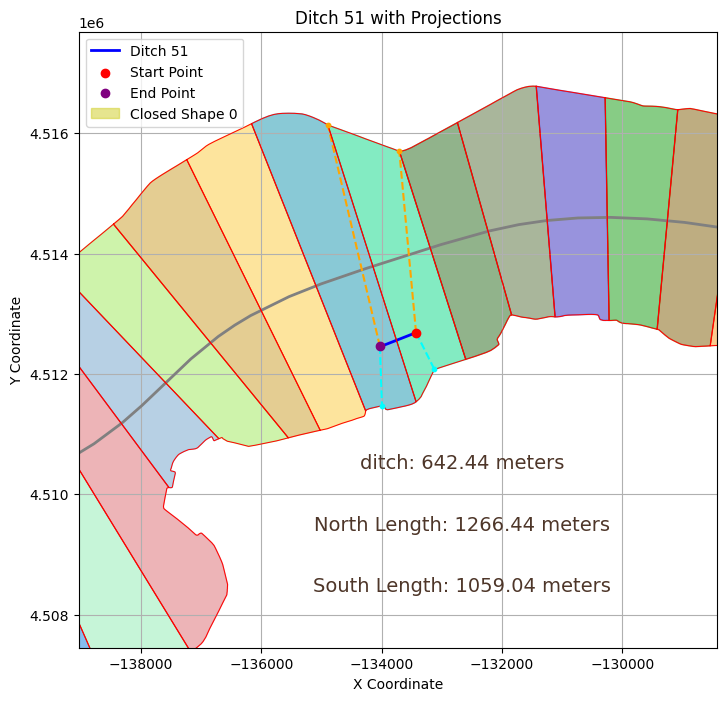 Ditch 51 with Projections
1e6
Ditch 51
Start Point
End Point
Closed Shape 0
4.516
4.514
4.512
4.510
4.508
Y Coordinate
ditch: 642.44 meters
North Length: 1266.44 meters
South Length: 1059.04 meters
−138000 −136000 −134000 −132000 −130000
X Coordinate